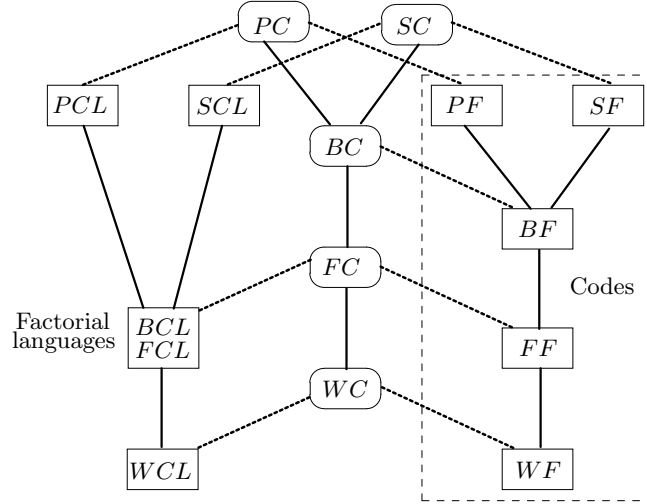 PC
SC
PCL
SCL
PF
SF
BC
BF
FC
Codes
Factorial
languages
BCL
FCL
FF
WC
WCL
WF